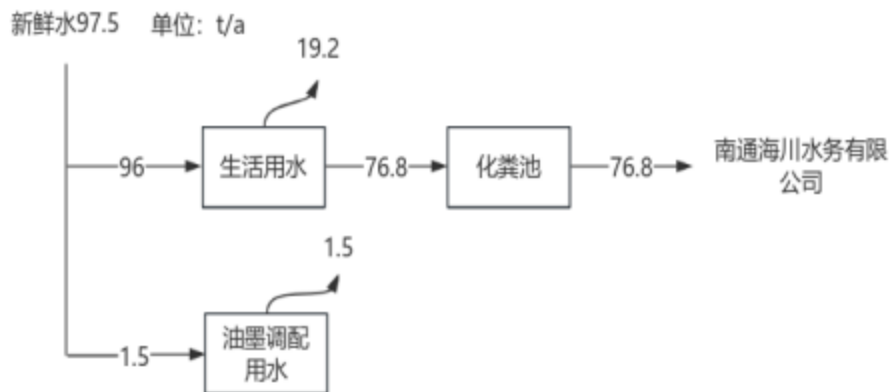 新鲜水97.5 单位：t/a
19.2
96
生活用水
76.8
化粪池
76.8
南通海川水务有限
公司
1.5
1.5
油墨调配
用水